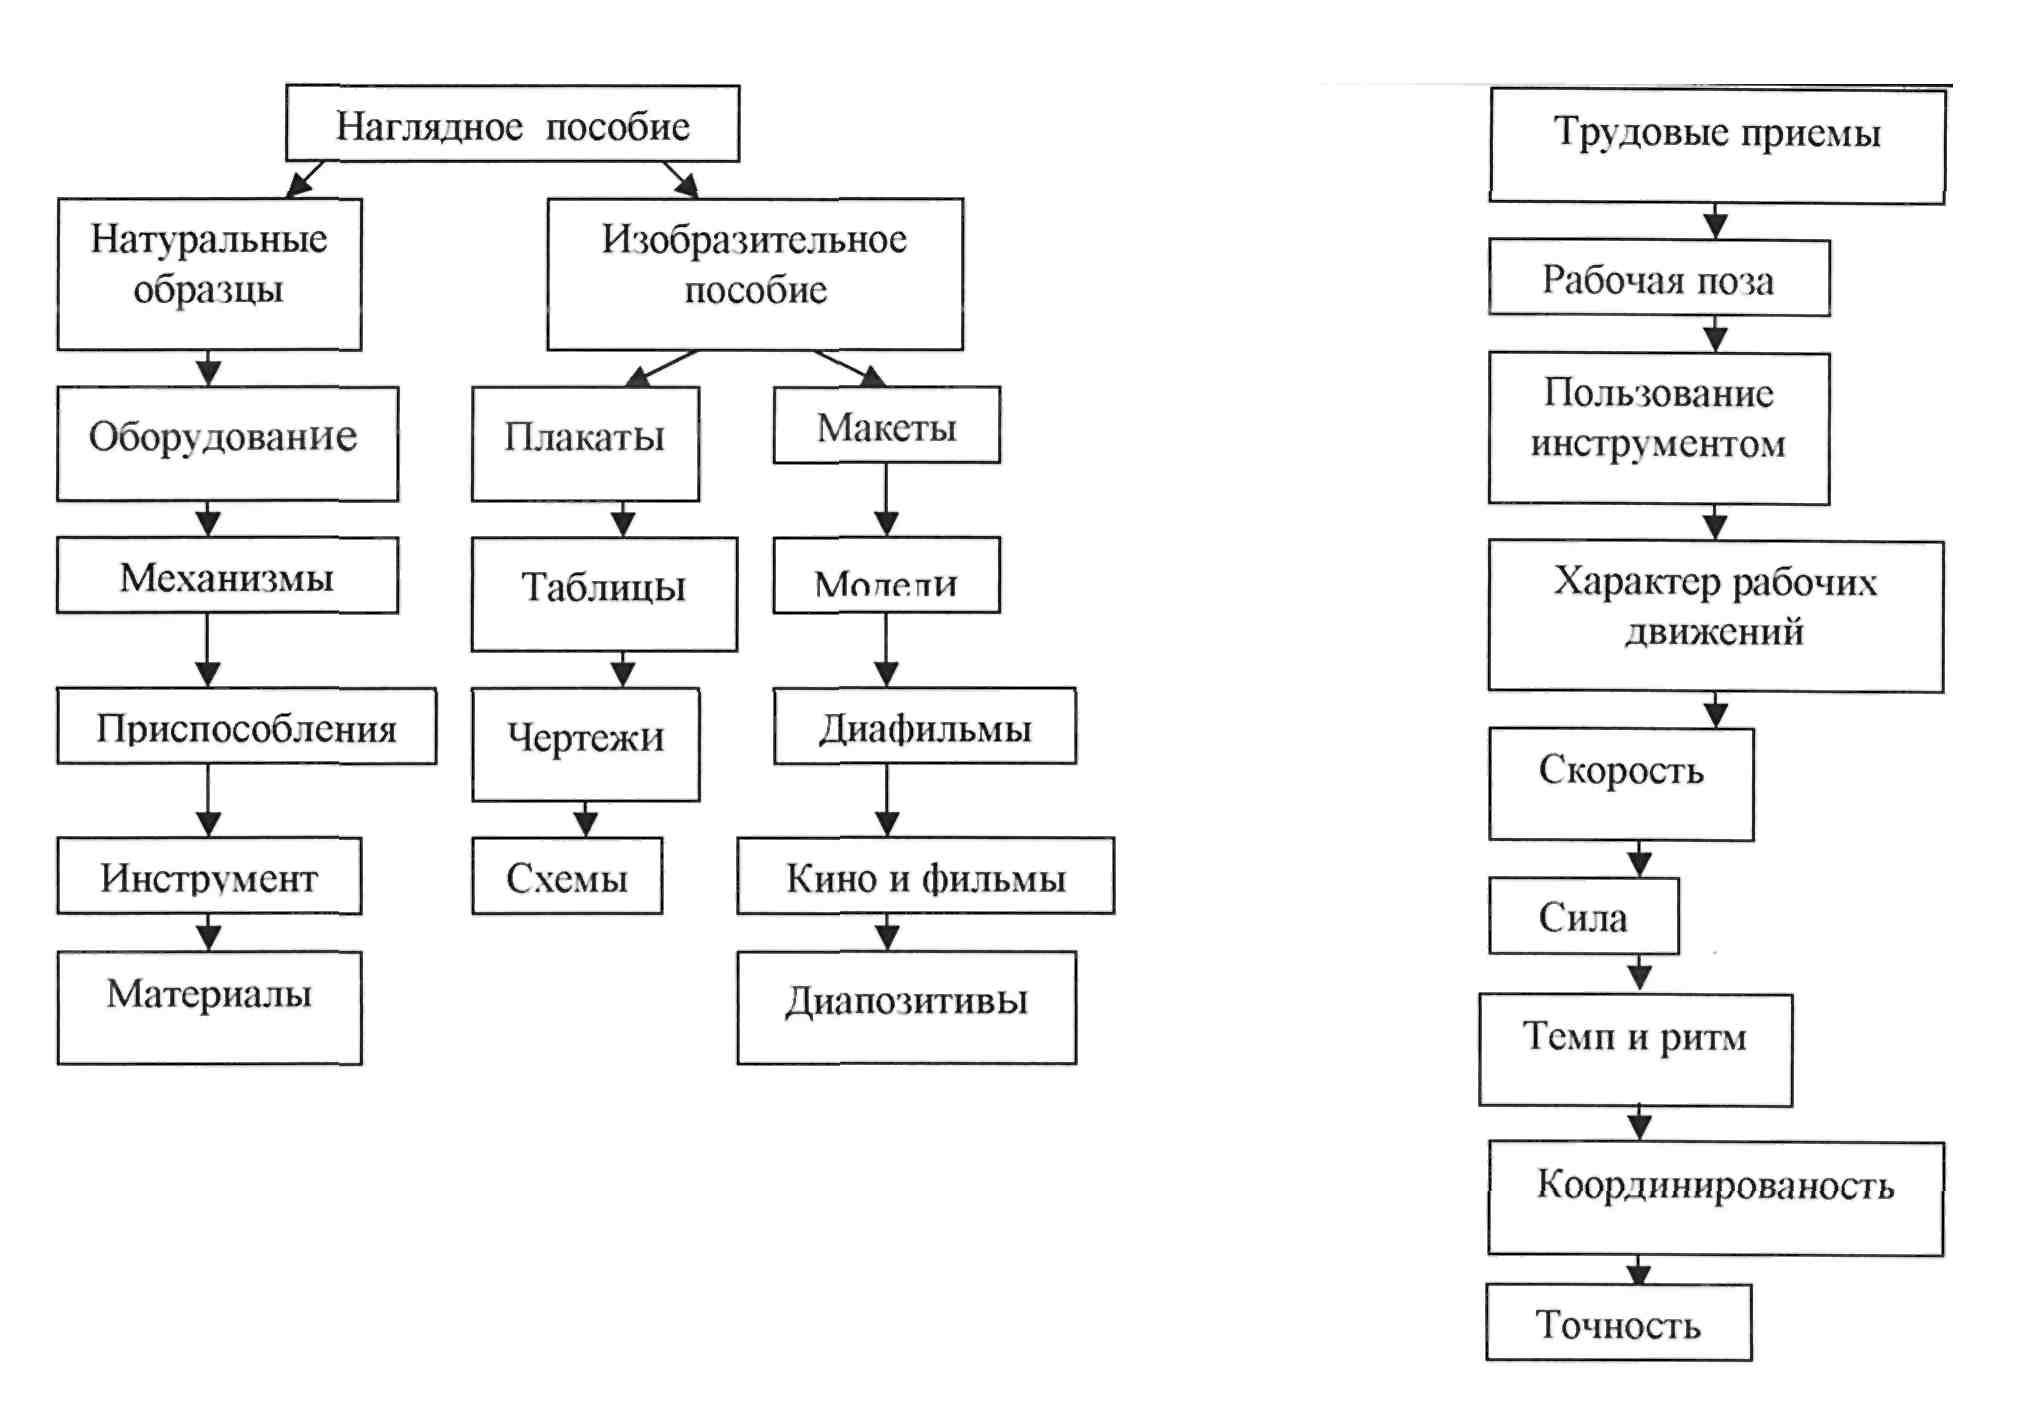 Наглядное пособие
Натуральные
образцы
Изобразительное
пособие
Оборудование
Плакаты
Макеты
Механизмы
Таблицы
Модели
Приспособления
Чертежи
Диафильмы
Инструмент
Схемы
Кино и фильмы
Материалы
Диапозитивы
Трудовые приемы
Рабочая поза
Пользование
инструментом
Характер рабочих
движений
Скорость
Сила
Темп и ритм
Координированость
Точность